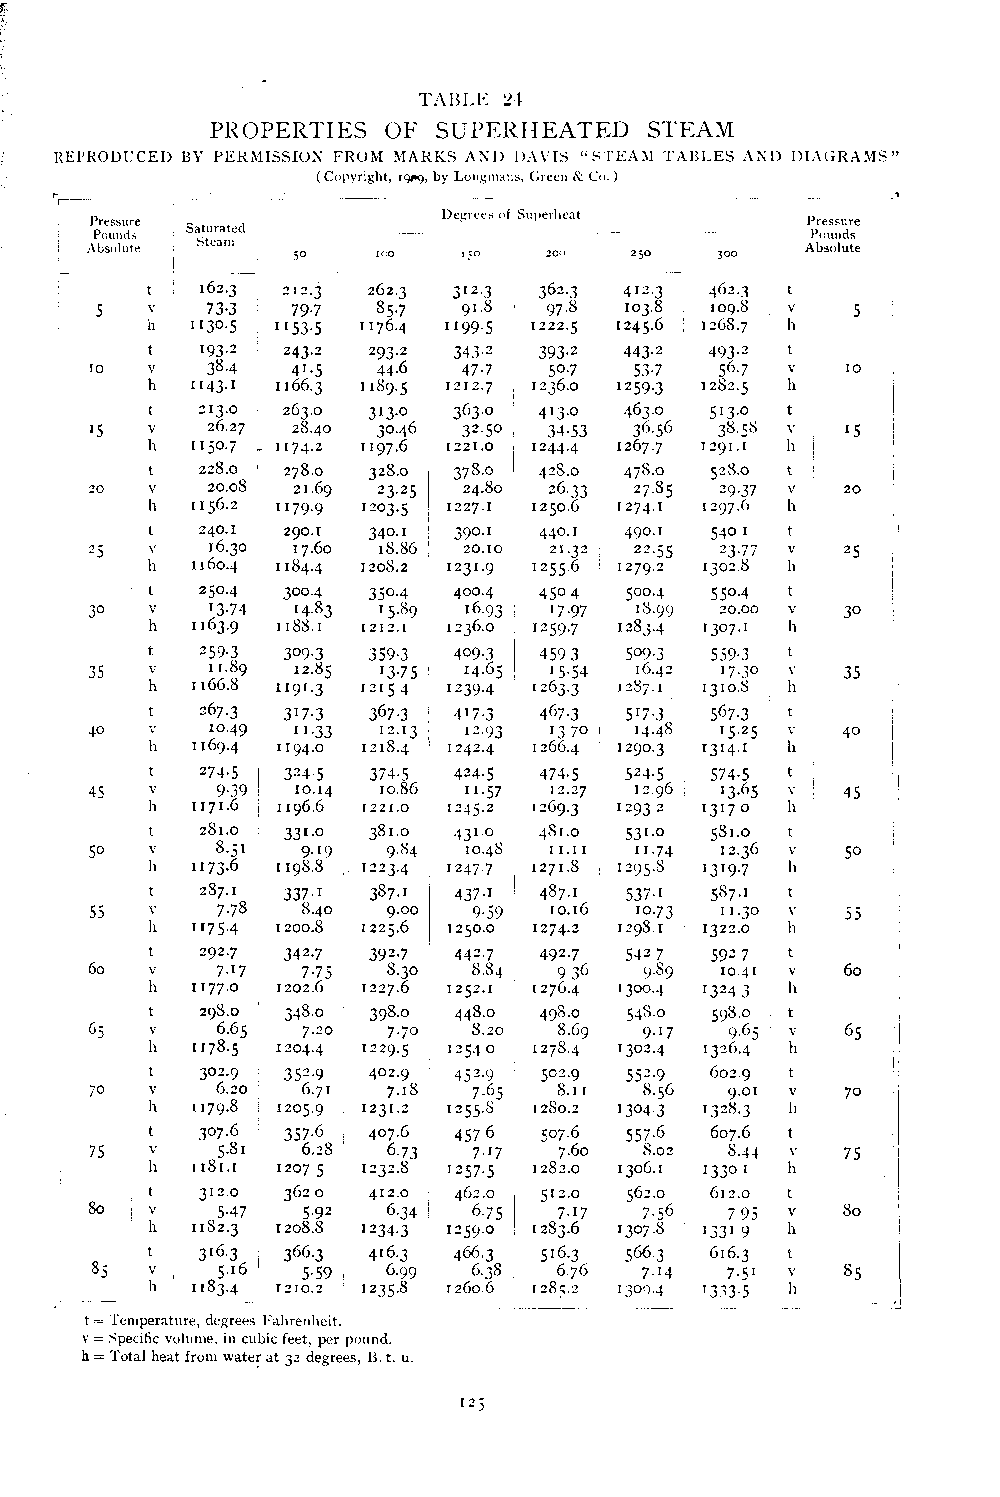 TABLE 24
PROPERTIES OF SUPERHEATED STEAM
REPRODUCED BY PERMISSION FROM MARKS AND DAVIS "STEAM TABLES AND DIAGRAMS"
(Copyright, 1909, by Longmans, Green & Co.)
Degrees of Superheat
Pressure Pounds Absolute Saturated Steam 50 100 150 200 250 300 Pressure Pounds Absolute
t 162.3 212.3 262.3 312.3 362.3 412.3 462.3 t
5 v 73.3 79.7 85.7 91.8 97.8 103.8 109.8 v 5
h 1130.5 1153.5 1176.4 1199.5 1222.5 1245.6 1268.7 h
t 193.2 243.2 293.2 343.2 393.2 443.2 493.2 t
10 v 38.4 41.5 44.6 47.7 50.7 53.7 56.7 v 10
h 1143.1 1166.3 1189.5 1212.7 1236.0 1259.3 1282.5 h
t 213.0 263.0 313.0 363.0 413.0 463.0 513.0 t
15 v 26.27 28.40 30.46 32.50 34.53 36.56 38.58 v 15
h 1150.7 1174.2 1197.6 1221.0 1244.4 1267.7 1291.1 h
t 228.0 278.0 328.0 378.0 428.0 478.0 528.0 t
20 v 20.08 21.69 23.25 24.80 26.33 27.85 29.37 v 20
h 1156.2 1179.9 1203.5 1227.1 1250.6 1274.1 1297.6 h
t 240.1 290.1 340.1 390.1 440.1 490.1 540 1 t
25 v 16.30 17.60 18.86 20.10 21.32 22.55 23.77 v 25
h 1160.4 1184.4 1208.2 1231.9 1255.6 1279.2 1302.8 h
t 250.4 300.4 350.4 400.4 450 4 500.4 550.4 t
30 v 13.74 14.83 15.89 16.93 17.97 18.99 20.00 v 30
h 1163.9 1188.1 1212.1 1236.0 1259.7 1283.4 1307.1 h
t 259.3 309.3 359.3 409.3 459 3 509.3 559.3 t
35 v 11.89 12.85 13.75 14.65 15.54 16.42 17.30 v 35
h 1166.8 1191.3 1215 4 1239.4 1263.3 1287.1 1310.8 h
t 267.3 317.3 367.3 417.3 467.3 517.3 567.3 t
40 v 10.49 11.33 12.13 12.93 13 70 14.48 15.25 v 40
h 1169.4 1194.0 1218.4 1242.4 1266.4 1290.3 1314.1 h
t 274.5 324.5 374.5 424.5 474.5 524.5 574.5 t
45 v 9.39 10.14 10.86 11.57 12.27 12.96 13.65 v 45
h 1171.6 1196.6 1221.0 1245.2 1269.3 1293 2 1317 0 h
t 281.0 331.0 381.0 431.0 481.0 531.0 581.0 t
50 v 8.51 9.19 9.84 10.48 11.11 11.74 12.36 v 50
h 1173.6 1198.8 1223.4 1247.7 1271.8 1295.8 1319.7 h
t 287.1 337.1 387.1 437.1 487.1 537.1 587.1 t
55 v 7.78 8.40 9.00 9.59 10.16 10.73 11.30 v 55
h 1175.4 1200.8 1225.6 1250.0 1274.2 1298.1 1322.0 h
t 292.7 342.7 392.7 442.7 492.7 542 7 592 7 t
60 v 7.17 7.75 8.30 8.84 9 36 9.89 10.41 v 60
h 1177.0 1202.6 1227.6 1252.1 1276.4 1300.4 1324 3 h
t 298.0 348.0 398.0 448.0 498.0 548.0 598.0 t
65 v 6.65 7.20 7.70 8.20 8.69 9.17 9.65 v 65
h 1178.5 1204.4 1229.5 1254 0 1278.4 1302.4 1326.4 h
t 302.9 352.9 402.9 452.9 502.9 552.9 602.9 t
70 v 6.20 6.71 7.18 7.65 8.11 8.56 9.01 v 70
h 1179.8 1205.9 1231.2 1255.8 1280.2 1304.3 1328.3 h
t 307.6 357.6 407.6 457 6 507.6 557.6 607.6 t
75 v 5.81 6.28 6.73 7.17 7.60 8.02 8.44 v 75
h 1181.1 1207 5 1232.8 1257.5 1282.0 1306.1 1330 1 h
t 312.0 362 0 412.0 462.0 512.0 562.0 612.0 t
80 v 5.47 5.92 6.34 6.75 7.17 7.56 7 95 v 80
h 1182.3 1208.8 1234.3 1259.0 1283.6 1307.8 1331 9 h
t 316.3 366.3 416.3 466.3 516.3 566.3 616.3 t
85 v 5.16 5.59 6.99 6.38 6.76 7.14 7.51 v 85
h 1183.4 1210.2 1235.8 1260.6 1285.2 1309.4 1333.5 h
t = Temperature, degrees Fahrenheit.
v = Specific volume, in cubic feet, per pound.
h = Total heat from water at 32 degrees, B. t. u.
125